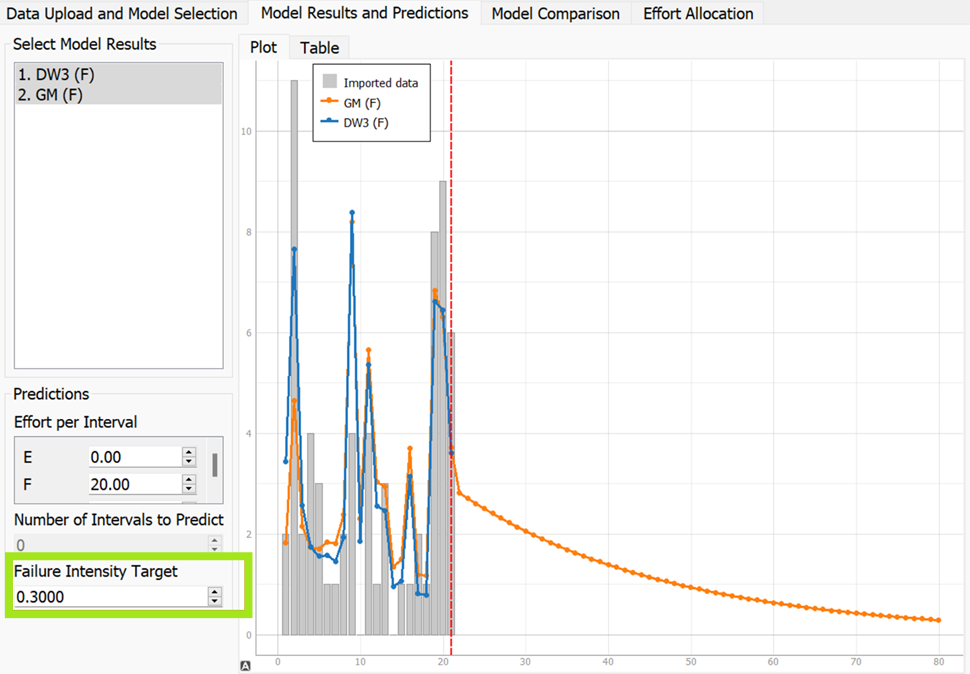 Data Upload and Model Selection
Model Results and Predictions
Model Comparison
Effort Allocation
Select Model Results
1. DW3 (F)
2. GM (F)
Predictions
Effort per Interval
E 0.00
F 20.00
Number of Intervals to Predict
0
Failure Intensity Target
0.3000
Plot
Table
Imported data
GM (F)
DW3 (F)
10
8
6
4
2
0
0 10 20 30 40 50 60 70 80
A